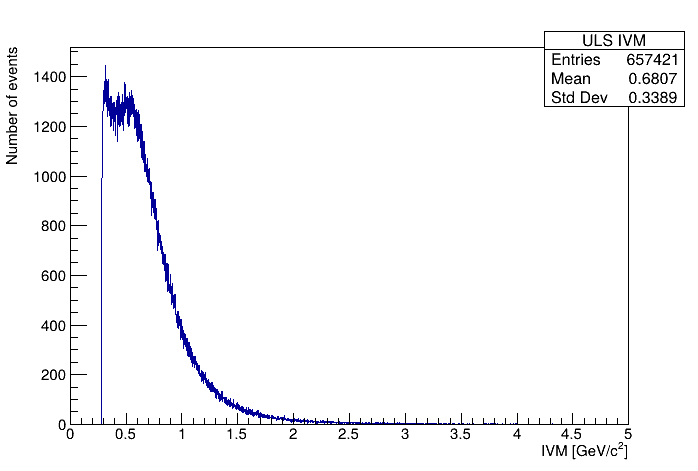 ULS IVM
Entries 657421
Mean 0.6807
Std Dev 0.3389
Number of events
1400
1200
1000
800
600
400
200
0
0 0.5 1 1.5 2 2.5 3 3.5 4 4.5 5
IVM [GeV/c²]